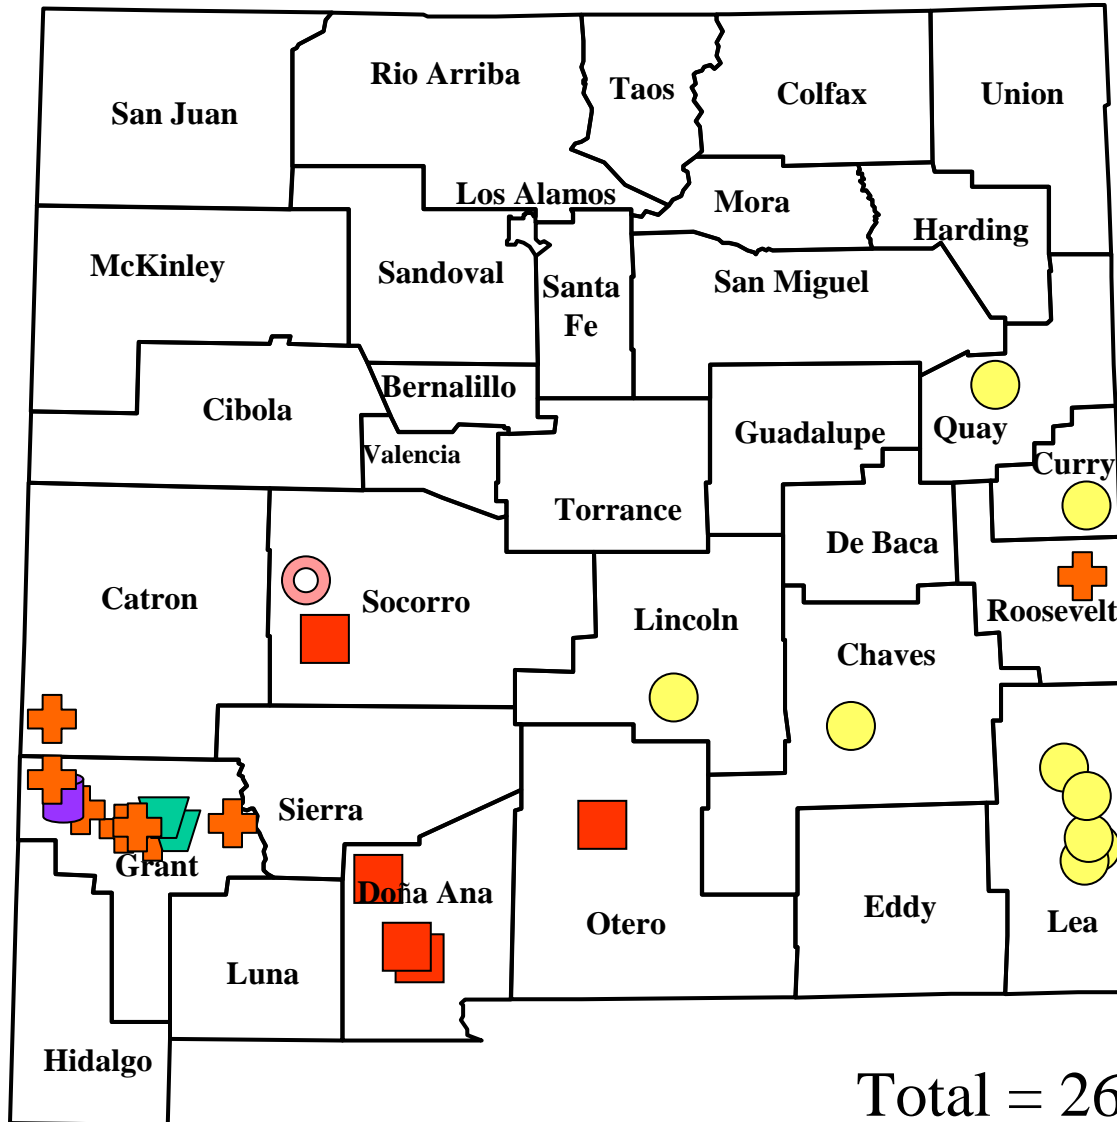 Rio Arriba
Taos
Colfax
Union
San Juan
Los Alamos
Mora
Harding
McKinley
Sandoval
Santa
Fe
San Miguel
Bernalillo
Cibola
Guadalupe
Quay
Valencia
Curry
Torrance
De Baca
Catron
Socorro
Lincoln
Roosevelt
Chaves
Sierra
Grant
Doña Ana
Otero
Eddy
Lea
Luna
Hidalgo
Total = 26